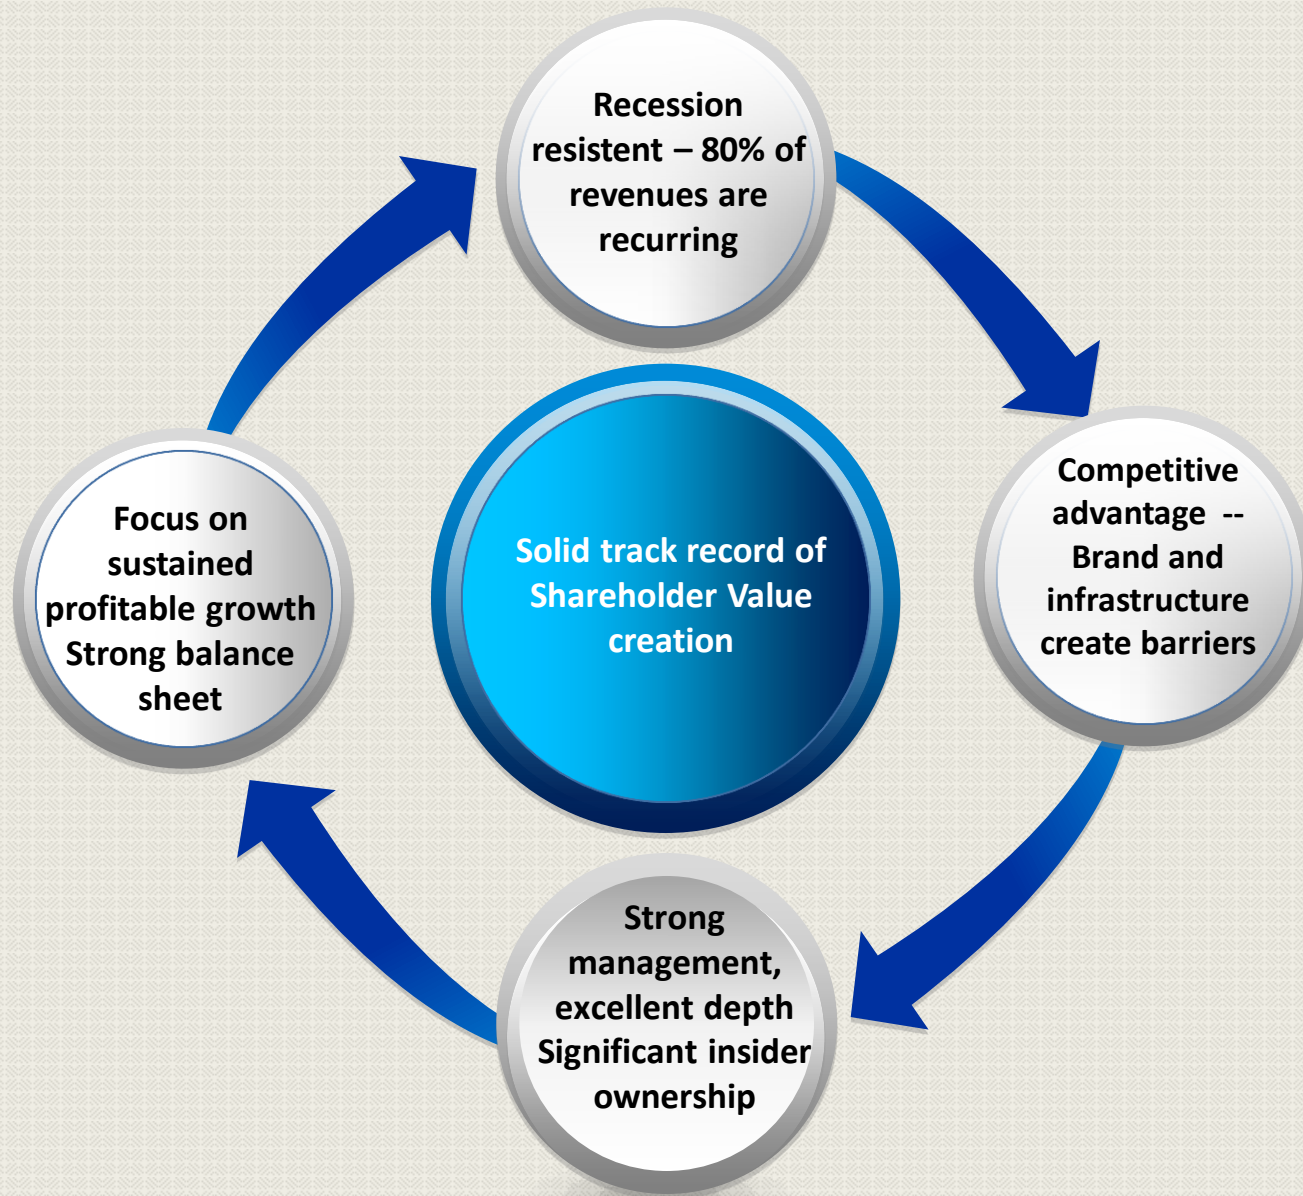 Recession
resistent – 80% of
revenues are
recurring
Competitive
advantage --
Brand and
infrastructure
create barriers
Strong
management,
excellent depth
Significant insider
ownership
Focus on
sustained
profitable growth
Strong balance
sheet
Solid track record of
Shareholder Value
creation